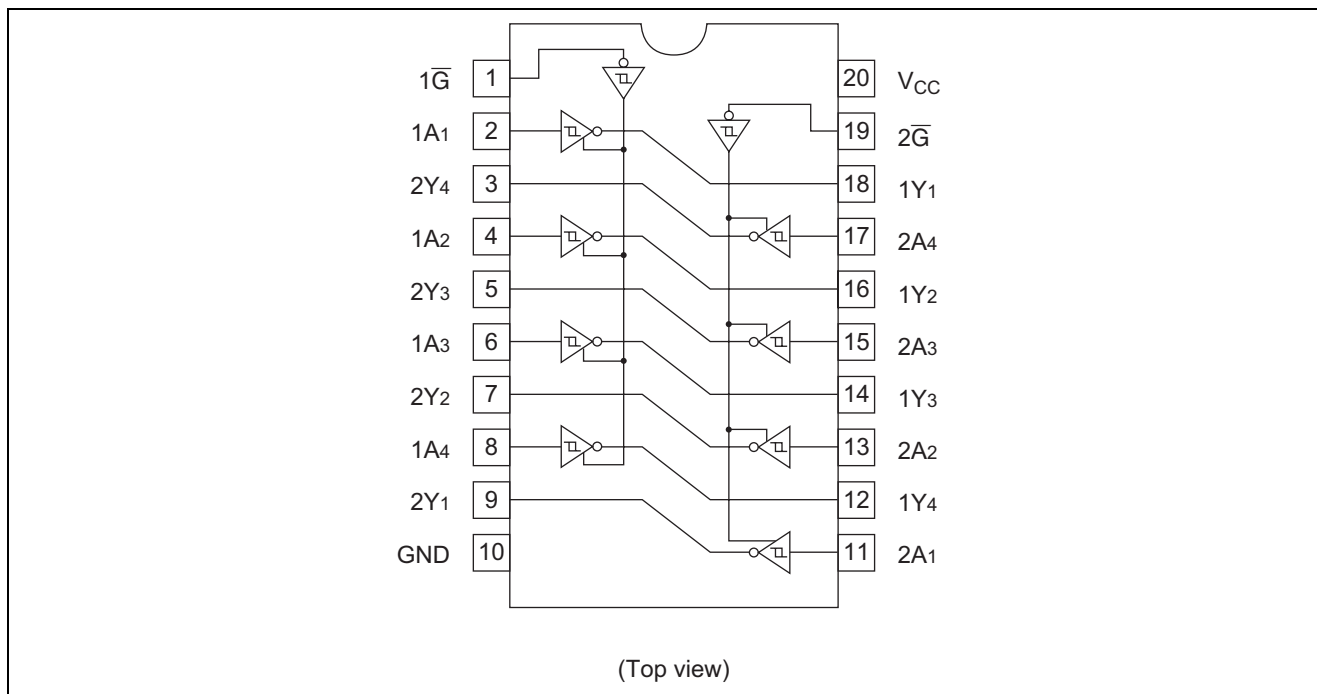 1G̅ 1 20 VCC
1A1 2 19 2G̅
2Y4 3 18 1Y1
1A2 4 17 2A4
2Y3 5 16 1Y2
1A3 6 15 2A3
2Y2 7 14 1Y3
1A4 8 13 2A2
2Y1 9 12 1Y4
GND 10 11 2A1
(Top view)